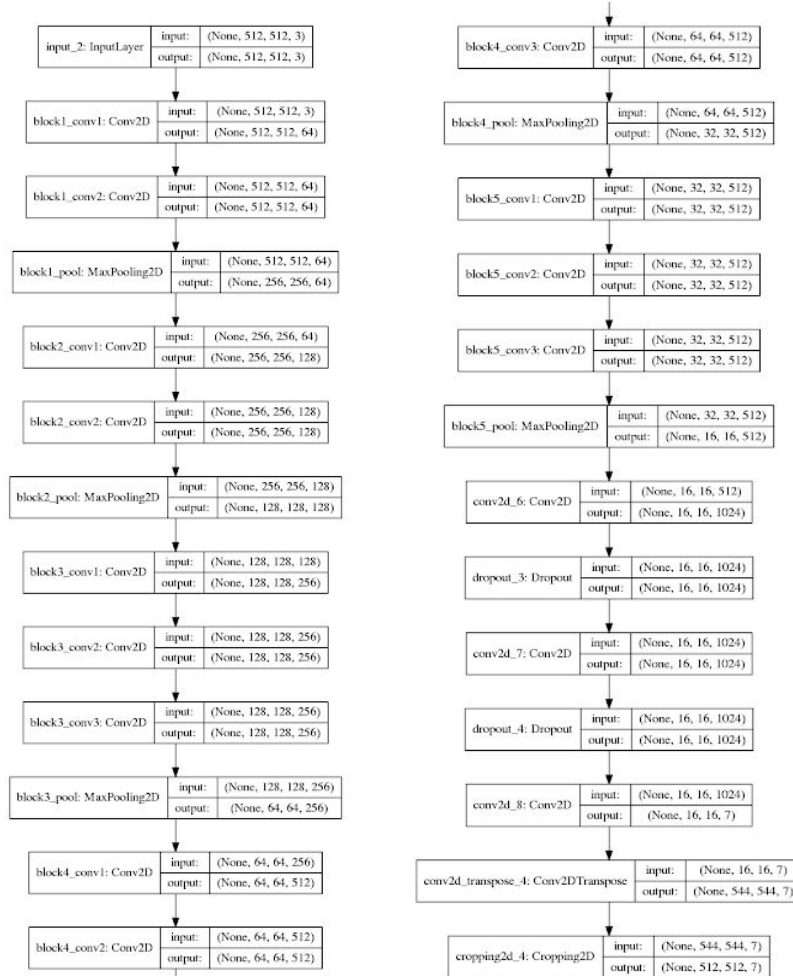 input_2: InputLayer
input: (None, 512, 512, 3)
output: (None, 512, 512, 3)
block1_conv1: Conv2D
input: (None, 512, 512, 3)
output: (None, 512, 512, 64)
block1_conv2: Conv2D
input: (None, 512, 512, 64)
output: (None, 512, 512, 64)
block1_pool: MaxPooling2D
input: (None, 512, 512, 64)
output: (None, 256, 256, 64)
block2_conv1: Conv2D
input: (None, 256, 256, 64)
output: (None, 256, 256, 128)
block2_conv2: Conv2D
input: (None, 256, 256, 128)
output: (None, 256, 256, 128)
block2_pool: MaxPooling2D
input: (None, 256, 256, 128)
output: (None, 128, 128, 128)
block3_conv1: Conv2D
input: (None, 128, 128, 128)
output: (None, 128, 128, 256)
block3_conv2: Conv2D
input: (None, 128, 128, 256)
output: (None, 128, 128, 256)
block3_conv3: Conv2D
input: (None, 128, 128, 256)
output: (None, 128, 128, 256)
block3_pool: MaxPooling2D
input: (None, 128, 128, 256)
output: (None, 64, 64, 256)
block4_conv1: Conv2D
input: (None, 64, 64, 256)
output: (None, 64, 64, 512)
block4_conv2: Conv2D
input: (None, 64, 64, 512)
output: (None, 64, 64, 512)
block4_conv3: Conv2D
input: (None, 64, 64, 512)
output: (None, 64, 64, 512)
block4_pool: MaxPooling2D
input: (None, 64, 64, 512)
output: (None, 32, 32, 512)
block5_conv1: Conv2D
input: (None, 32, 32, 512)
output: (None, 32, 32, 512)
block5_conv2: Conv2D
input: (None, 32, 32, 512)
output: (None, 32, 32, 512)
block5_conv3: Conv2D
input: (None, 32, 32, 512)
output: (None, 32, 32, 512)
block5_pool: MaxPooling2D
input: (None, 32, 32, 512)
output: (None, 16, 16, 512)
conv2d_6: Conv2D
input: (None, 16, 16, 512)
output: (None, 16, 16, 1024)
dropout_3: Dropout
input: (None, 16, 16, 1024)
output: (None, 16, 16, 1024)
conv2d_7: Conv2D
input: (None, 16, 16, 1024)
output: (None, 16, 16, 1024)
dropout_4: Dropout
input: (None, 16, 16, 1024)
output: (None, 16, 16, 1024)
conv2d_8: Conv2D
input: (None, 16, 16, 1024)
output: (None, 16, 16, 7)
conv2d_transpose_4: Conv2DTranspose
input: (None, 16, 16, 7)
output: (None, 544, 544, 7)
cropping2d_4: Cropping2D
input: (None, 544, 544, 7)
output: (None, 512, 512, 7)